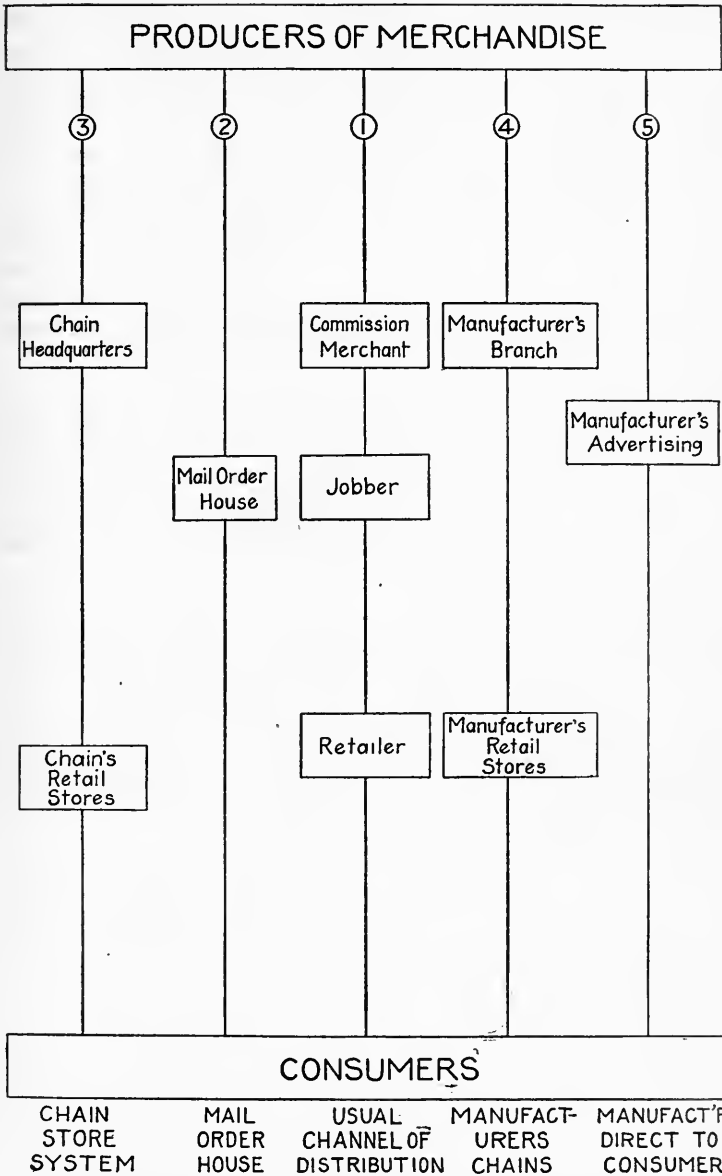 PRODUCERS OF MERCHANDISE
③ ② ① ④ ⑤
Chain
Headquarters
Commission
Merchant
Manufacturer's
Branch
Manufacturer's
Advertising
Mail Order
House
Jobber
Retailer
Manufacturer's
Retail
Stores
Chain's
Retail
Stores
CONSUMERS
CHAIN
STORE
SYSTEM
MAIL
ORDER
HOUSE
USUAL
CHANNEL OF
DISTRIBUTION
MANUFACT-
URERS
CHAINS
MANUFACT'R
DIRECT TO
CONSUMER